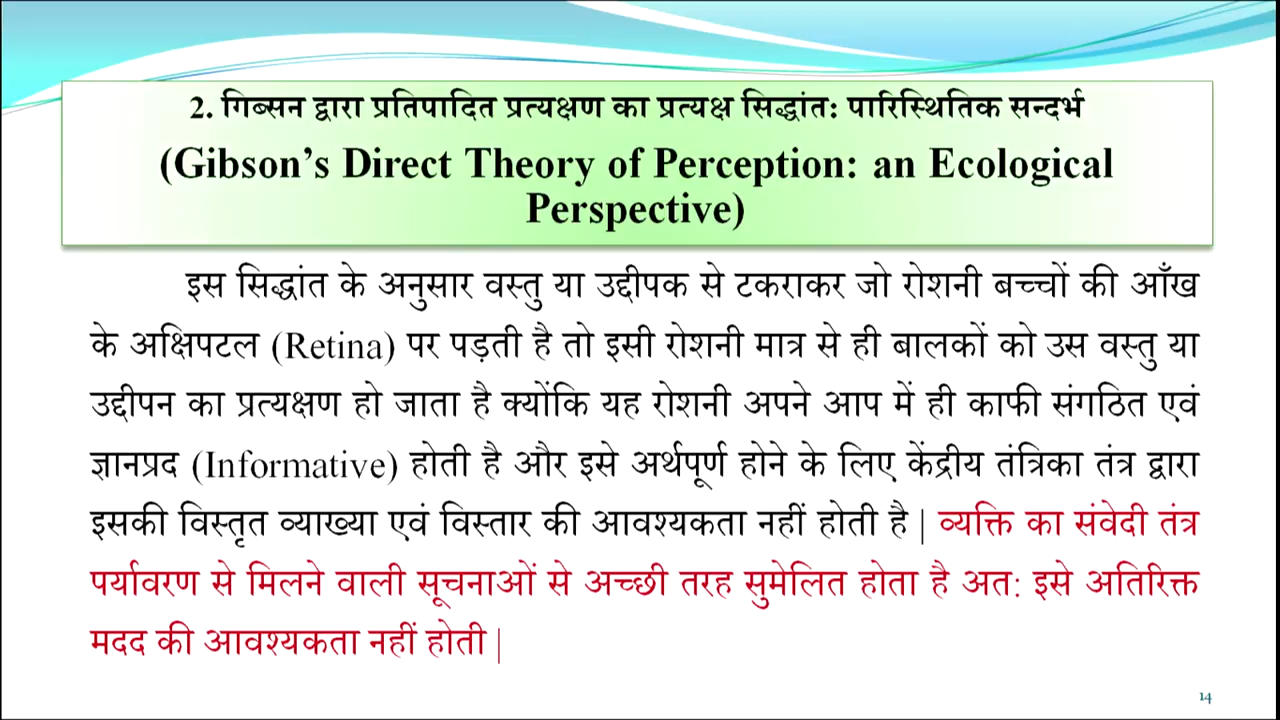 2. गिब्सन द्वारा प्रतिपादित प्रत्यक्षण का प्रत्यक्ष सिद्धांत: पारिस्थितिक सन्दर्भ
(Gibson’s Direct Theory of Perception: an Ecological
Perspective)
इस सिद्धांत के अनुसार वस्तु या उद्दीपक से टकराकर जो रोशनी बच्चों की आँख
के अक्षिपटल (Retina) पर पड़ती है तो इसी रोशनी मात्र से ही बालकों को उस वस्तु या
उद्दीपन का प्रत्यक्षण हो जाता है क्योंकि यह रोशनी अपने आप में ही काफी संगठित एवं
ज्ञानप्रद (Informative) होती है और इसे अर्थपूर्ण होने के लिए केंद्रीय तंत्रिका तंत्र द्वारा
इसकी विस्तृत व्याख्या एवं विस्तार की आवश्यकता नहीं होती है | व्यक्ति का संवेदी तंत्र
पर्यावरण से मिलने वाली सूचनाओं से अच्छी तरह सुमेलित होता है अत: इसे अतिरिक्त
मदद की आवश्यकता नहीं होती |
14